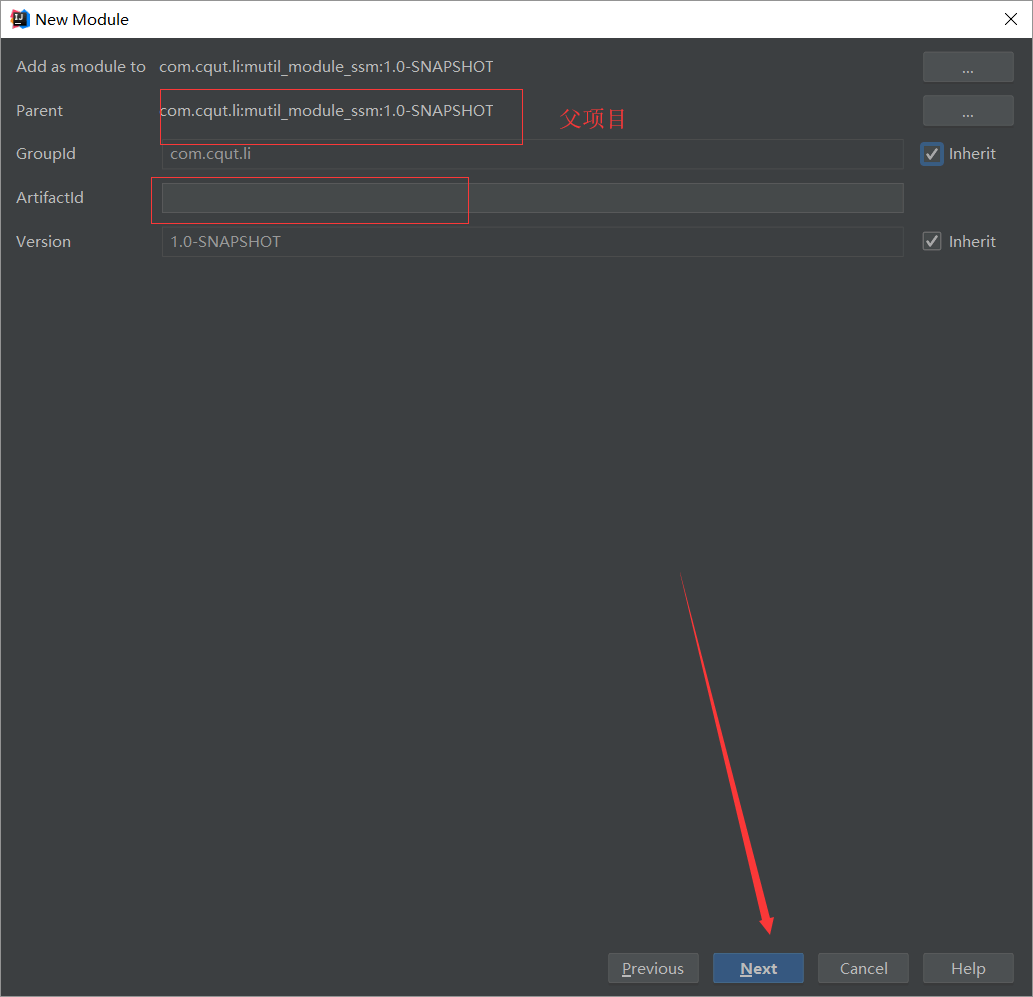 New Module
Add as module to com.cqut.li:mutil_module_ssm:1.0-SNAPSHOT ...
Parent com.cqut.li:mutil_module_ssm:1.0-SNAPSHOT 父项目 ...
GroupId com.cqut.li Inherit
ArtifactId
Version 1.0-SNAPSHOT Inherit
Previous Next Cancel Help